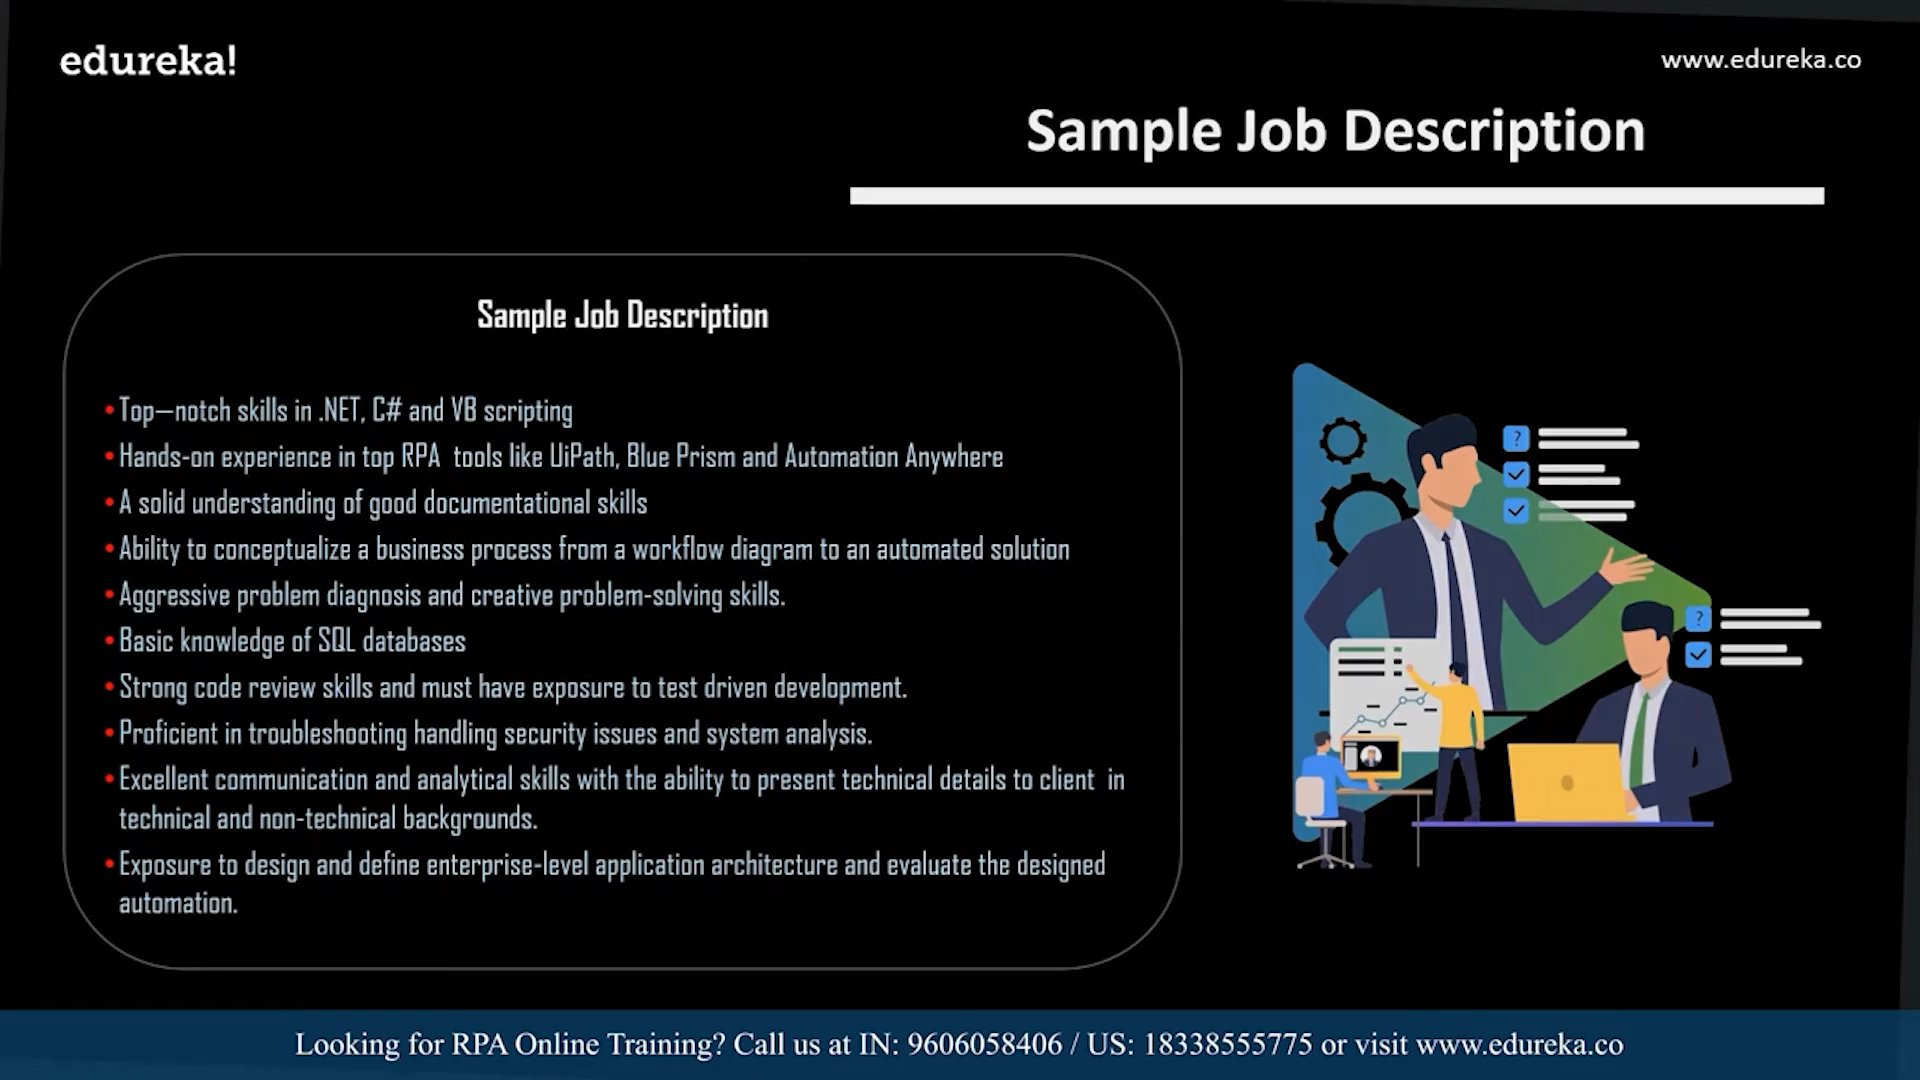 edureka!
www.edureka.co
Sample Job Description
Sample Job Description
•Top—notch skills in .NET, C# and VB scripting
•Hands-on experience in top RPA  tools like UiPath, Blue Prism and Automation Anywhere
•A solid understanding of good documentational skills
•Ability to conceptualize a business process from a workflow diagram to an automated solution
•Aggressive problem diagnosis and creative problem-solving skills.
•Basic knowledge of SQL databases
•Strong code review skills and must have exposure to test driven development.
•Proficient in troubleshooting handling security issues and system analysis.
•Excellent communication and analytical skills with the ability to present technical details to client  in
technical and non-technical backgrounds.
•Exposure to design and define enterprise-level application architecture and evaluate the designed
automation.
?
?
Looking for RPA Online Training? Call us at IN: 9606058406 / US: 18338555775 or visit www.edureka.co